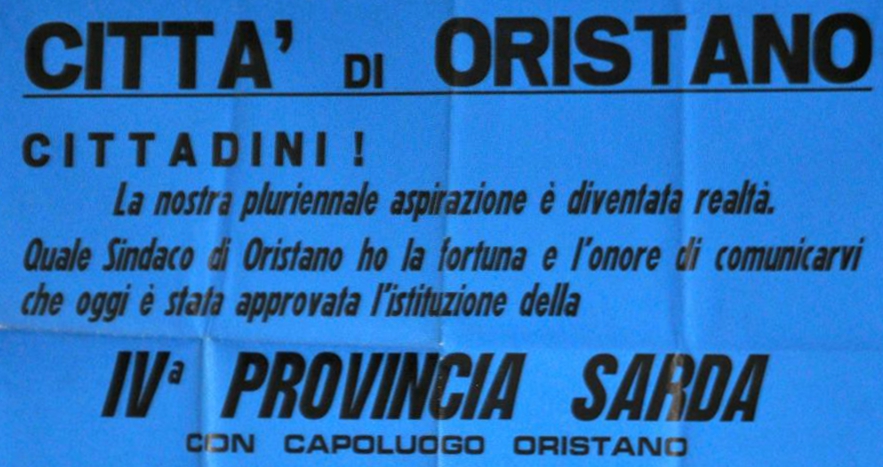 CITTA' DI ORISTANO
CITTADINI !
La nostra pluriennale aspirazione è diventata realtà.
Quale Sindaco di Oristano ho la fortuna e l'onore di comunicarvi
che oggi è stata approvata l'istituzione della
IVª PROVINCIA SARDA
CON CAPOLUOGO ORISTANO